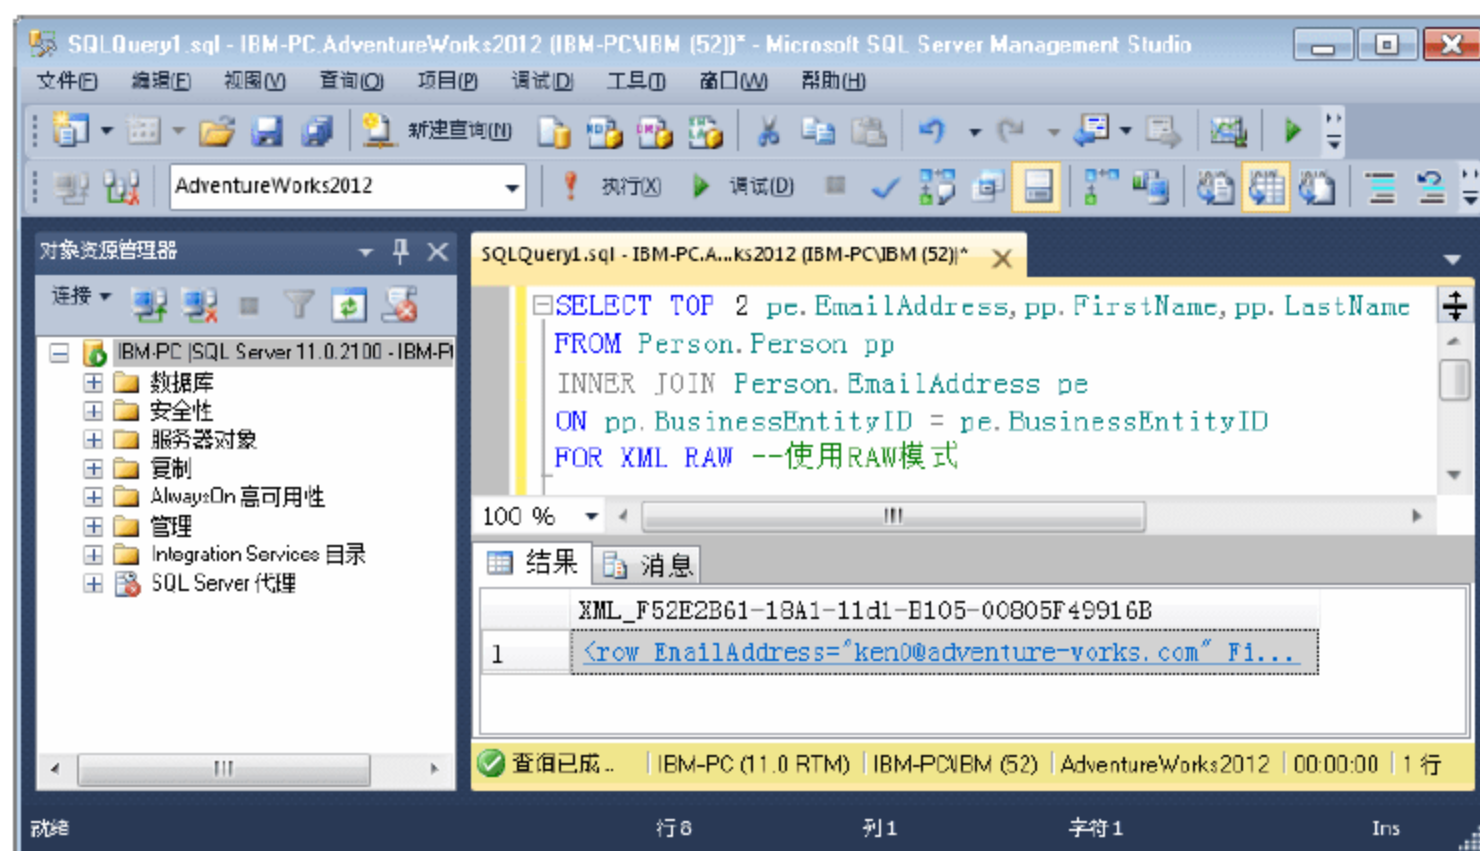 SQLQuery1.sql - IBM-PC.AdventureWorks2012 (IBM-PC\IBM (52))* - Microsoft SQL Server Management Studio
文件(F) 编辑(E) 视图(V) 查询(Q) 项目(P) 调试(D) 工具(T) 窗口(W) 帮助(H)
新建查询(N)
AdventureWorks2012 执行(X) 调试(D)
对象资源管理器
连接
IBM-PC (SQL Server 11.0.2100 - IBM-P
数据库
安全性
服务器对象
复制
AlwaysOn 高可用性
管理
Integration Services 目录
SQL Server 代理
SQLQuery1.sql - IBM-PC.A...ks2012 (IBM-PC\IBM (52))*
SELECT TOP 2 pe.EmailAddress,pp.FirstName,pp.LastName
FROM Person.Person pp
INNER JOIN Person.EmailAddress pe
ON pp.BusinessEntityID = pe.BusinessEntityID
FOR XML RAW --使用RAW模式
100 %
结果 消息
XML_F52E2B61-18A1-11d1-B105-00805F49916B
1 <row EmailAddress="ken0@adventure-works.com" Fi...
查询已成... IBM-PC (11.0 RTM) IBM-PC\IBM (52) AdventureWorks2012 00:00:00 1 行
就绪 行 8 列 1 字符 1 Ins